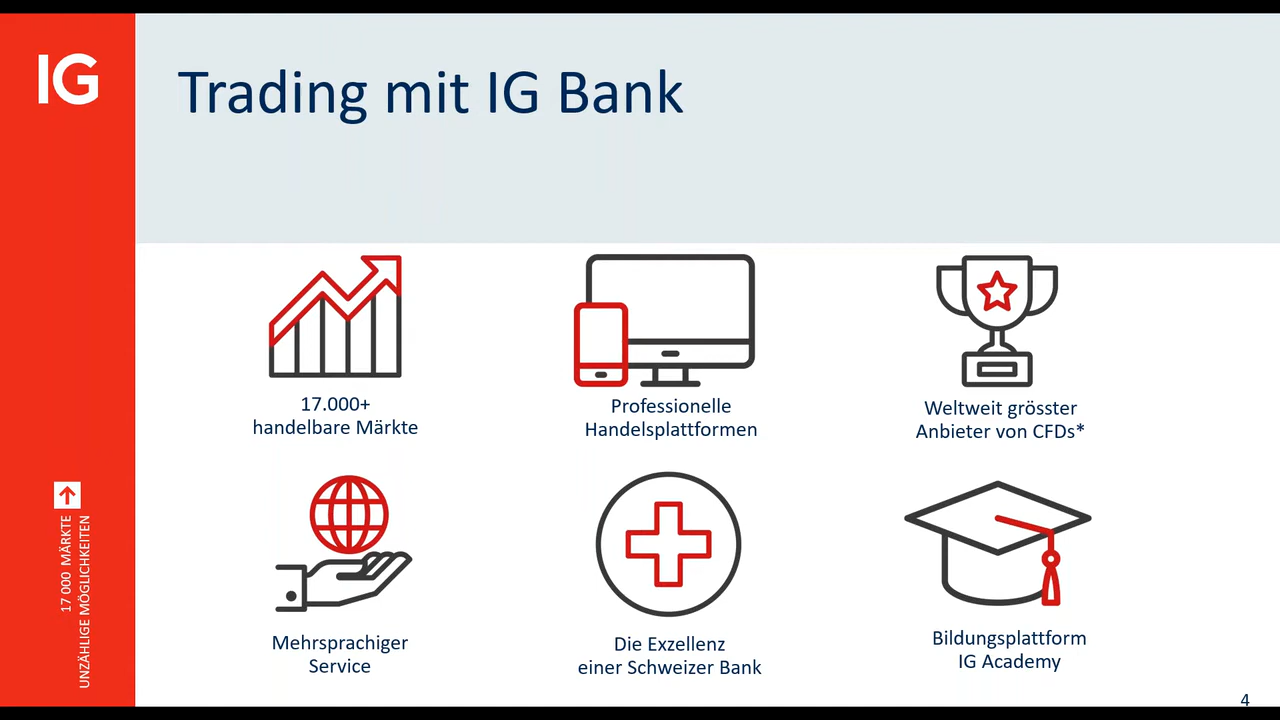 IG
Trading mit IG Bank
17.000+
handelbare Märkte
Professionelle
Handelsplattformen
Weltweit grösster
Anbieter von CFDs*
Mehrsprachiger
Service
Die Exzellenz
einer Schweizer Bank
Bildungsplattform
IG Academy
17 000 MÄRKTE
UNZÄHLIGE MÖGLICHKEITEN
4